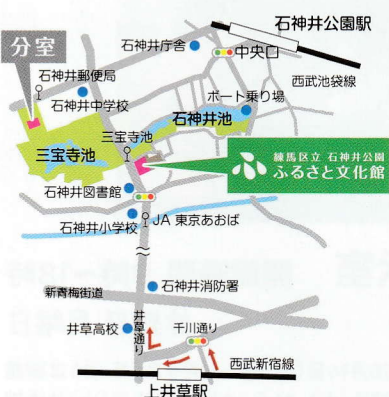 石神井公園駅
分室
石神井庁舎
中央口
石神井郵便局
西武池袋線
石神井中学校
ボート乗り場
石神井池
三宝寺池
三宝寺池
練馬区立 石神井公園
ふるさと文化館
石神井図書館
石神井小学校
JA 東京あおば
石神井消防署
新青梅街道
井草高校
井草通り
千川通り
西武新宿線
上井草駅